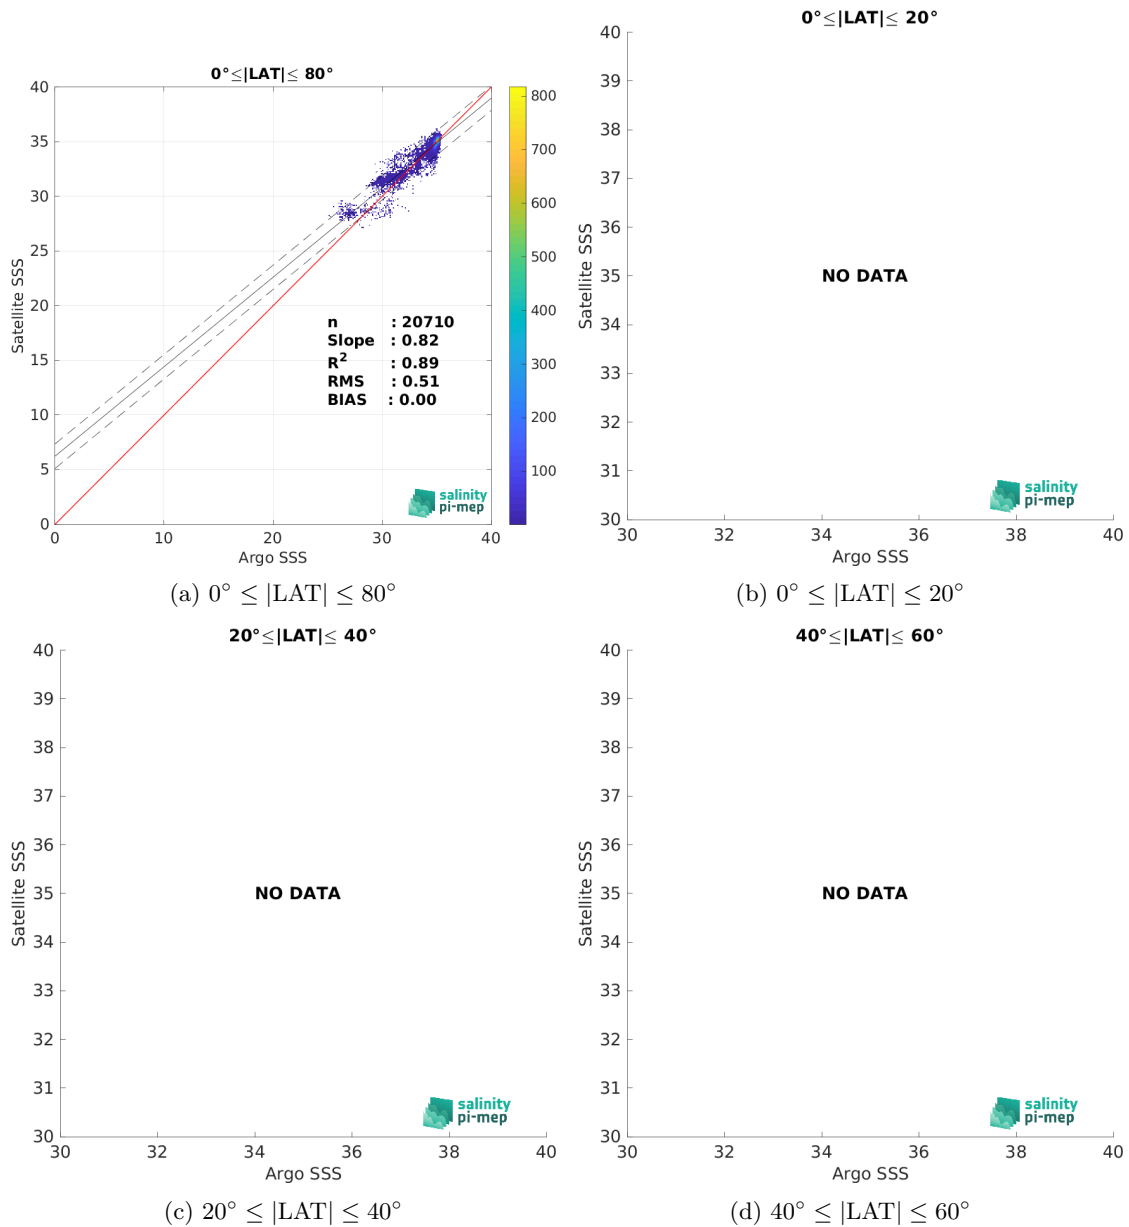 0°≤|LAT|≤ 80°
40
35
30
25
20
15
10
5
0
0
10
20
30
40
Satellite SSS
Argo SSS
n : 20710
Slope : 0.82
R² : 0.89
RMS : 0.51
BIAS : 0.00
salinity
pi-mep
800
700
600
500
400
300
200
100
(a) 0° ≤ |LAT| ≤ 80°
0°≤|LAT|≤ 20°
40
39
38
37
36
35
34
33
32
31
30
30
32
34
36
38
40
Satellite SSS
Argo SSS
NO DATA
salinity
pi-mep
(b) 0° ≤ |LAT| ≤ 20°
20°≤|LAT|≤ 40°
40
39
38
37
36
35
34
33
32
31
30
30
32
34
36
38
40
Satellite SSS
Argo SSS
NO DATA
salinity
pi-mep
(c) 20° ≤ |LAT| ≤ 40°
40°≤|LAT|≤ 60°
40
39
38
37
36
35
34
33
32
31
30
30
32
34
36
38
40
Satellite SSS
Argo SSS
NO DATA
salinity
pi-mep
(d) 40° ≤ |LAT| ≤ 60°